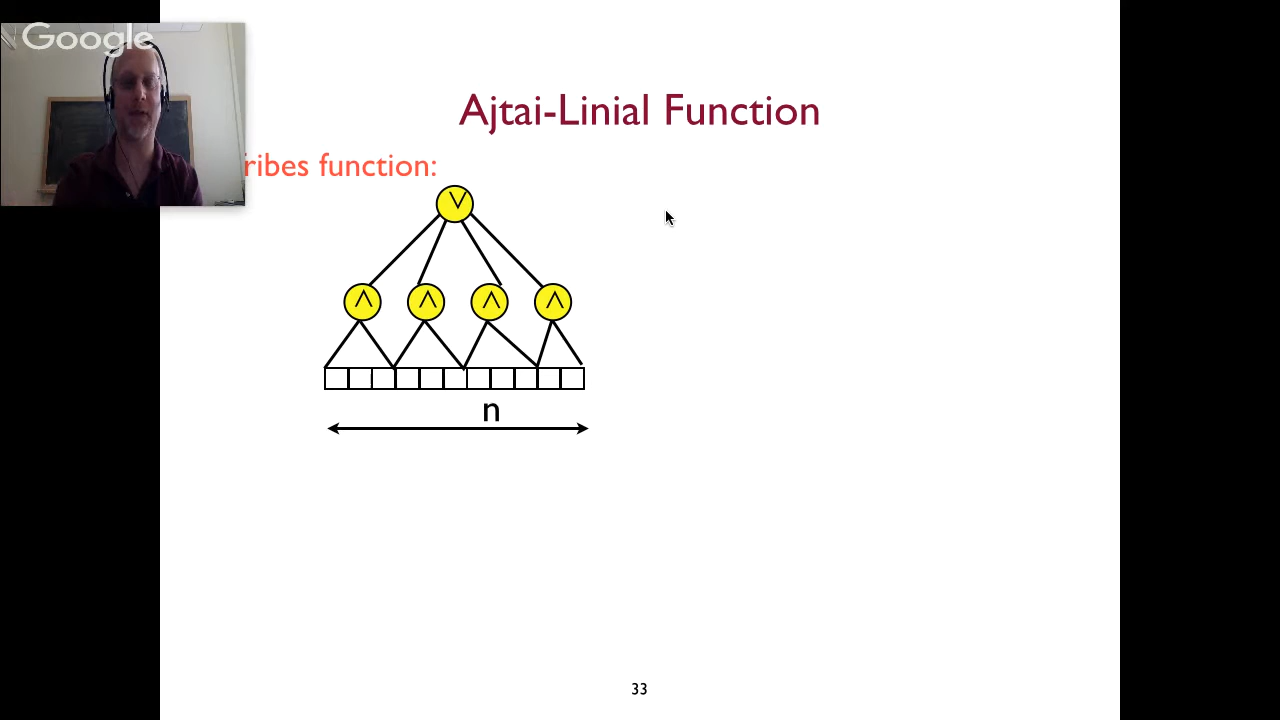 Google
Ajtai-Linial Function
ribes function:
∨
∧ ∧ ∧ ∧
n
33